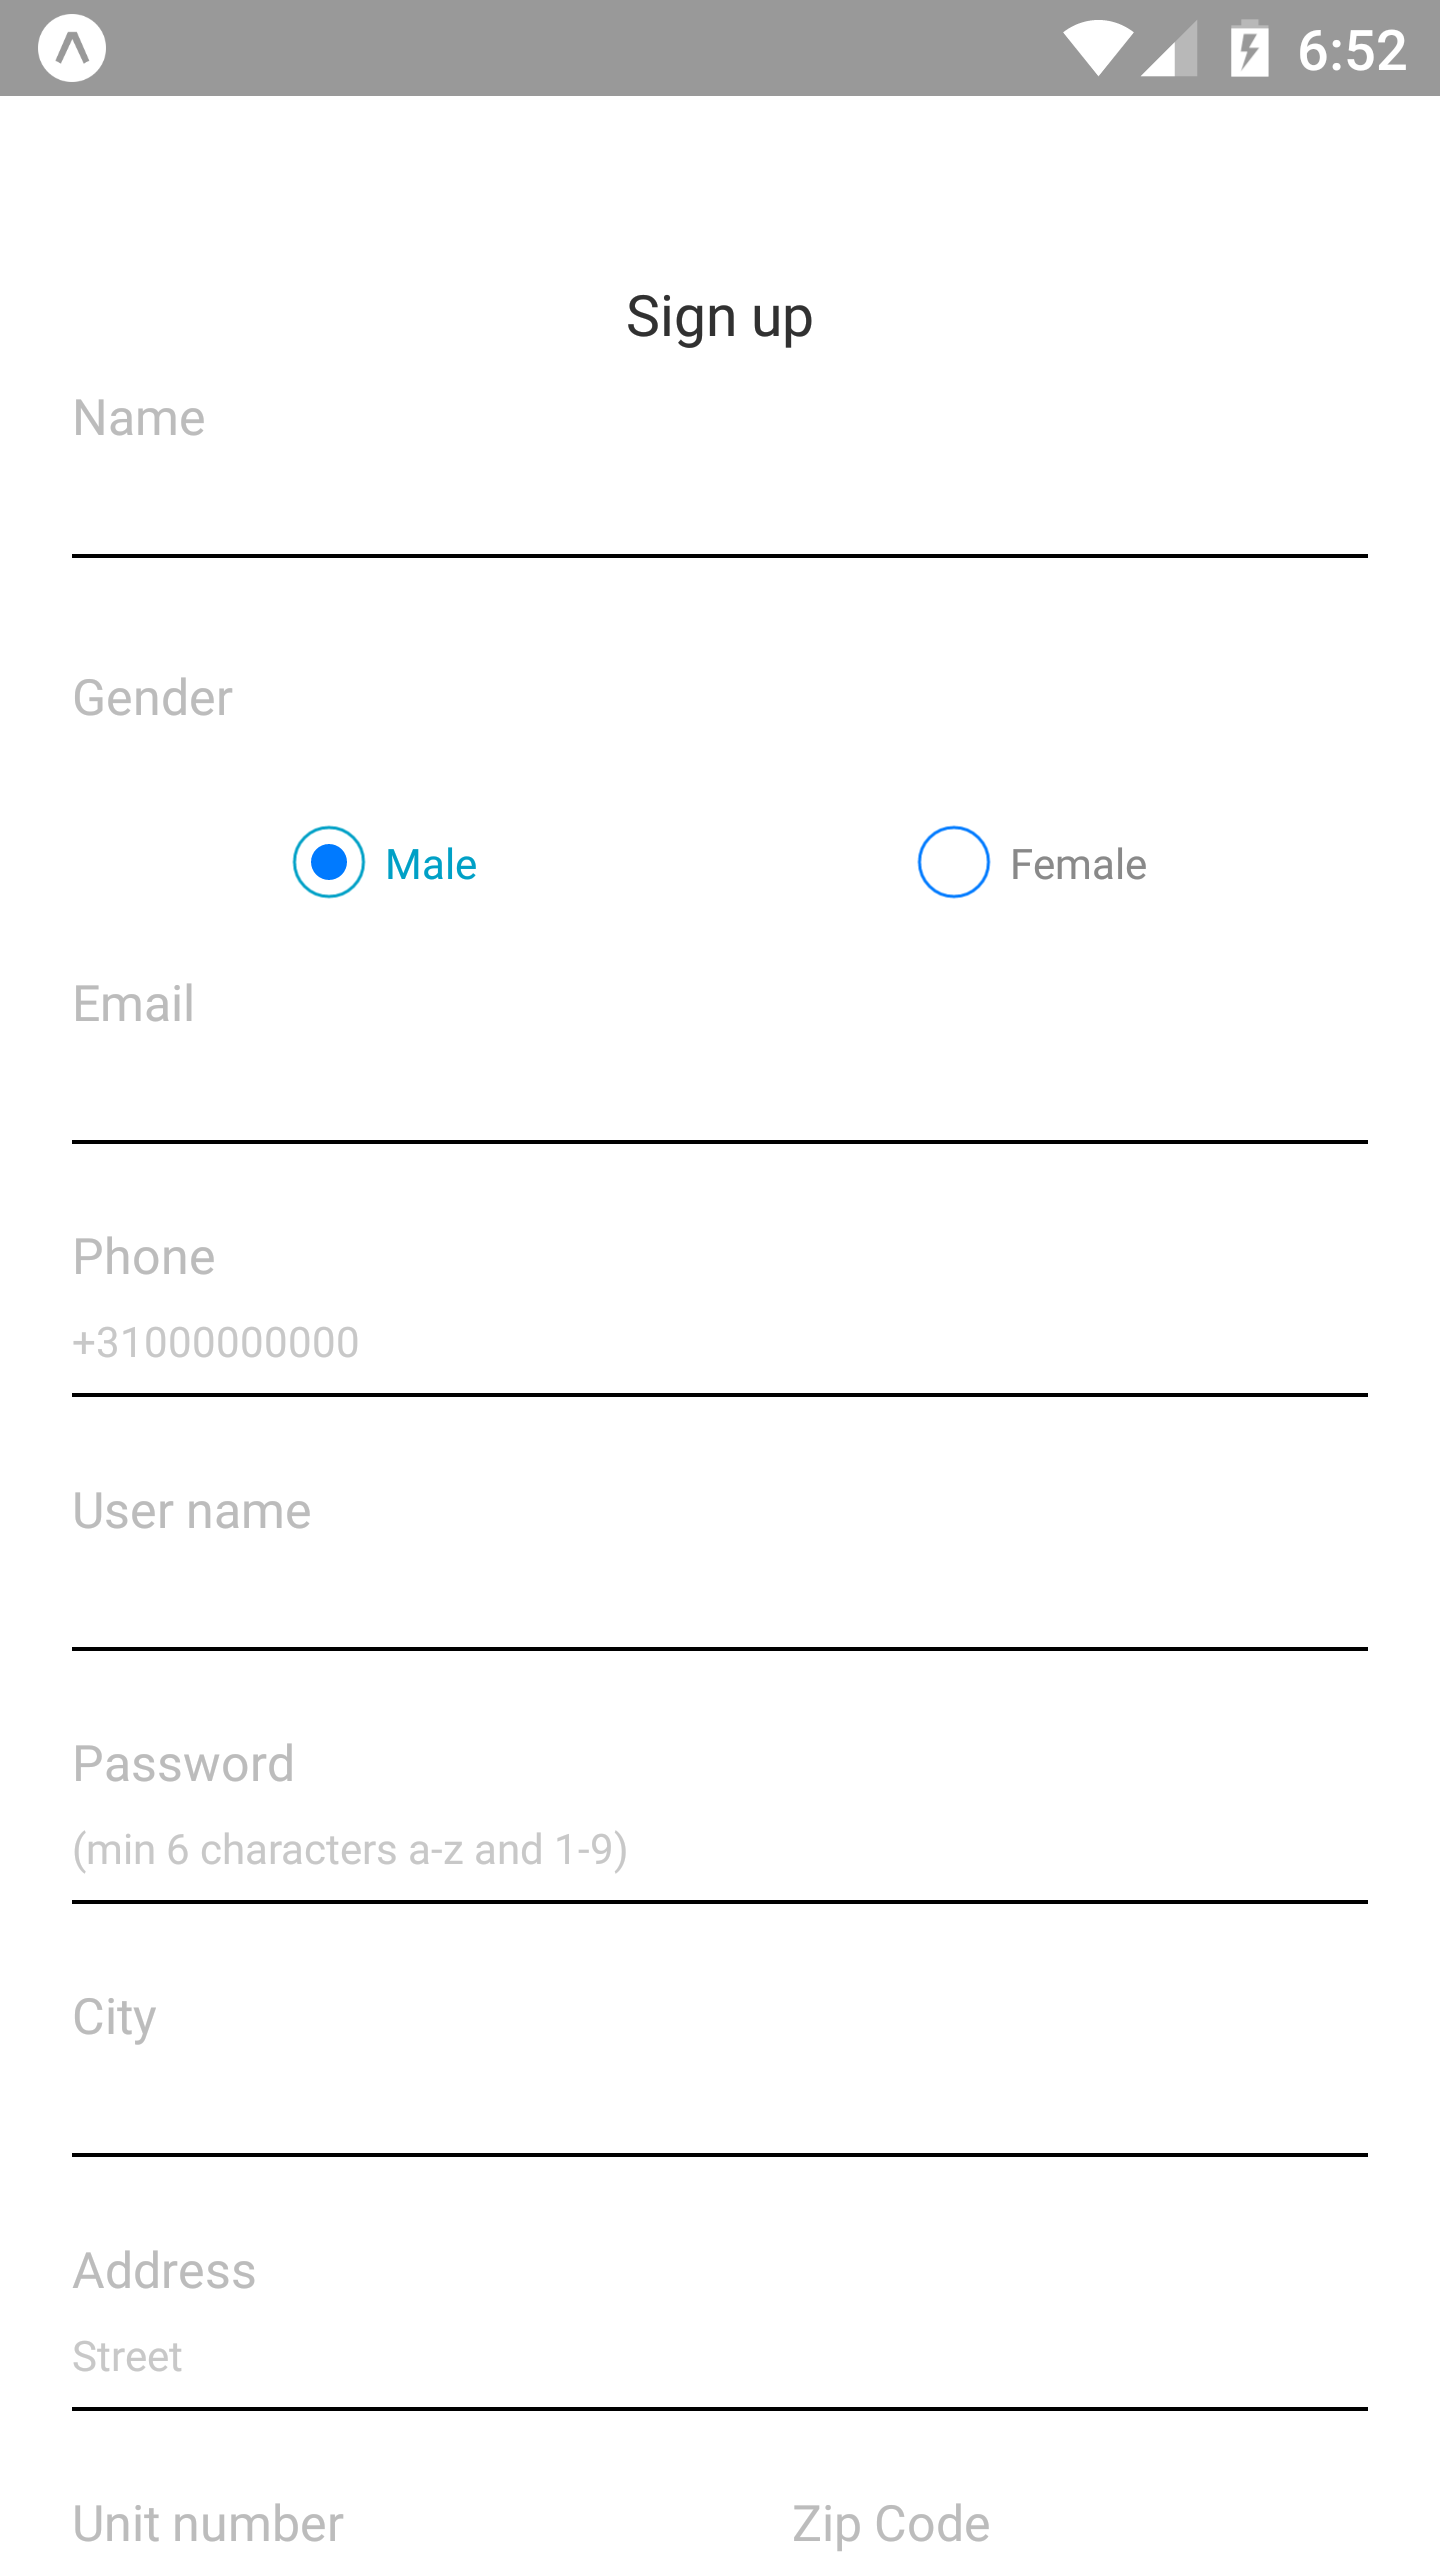 6:52
Sign up
Name
Gender
Male Female
Email
Phone
+31000000000
User name
Password
(min 6 characters a-z and 1-9)
City
Address
Street
Unit number Zip Code